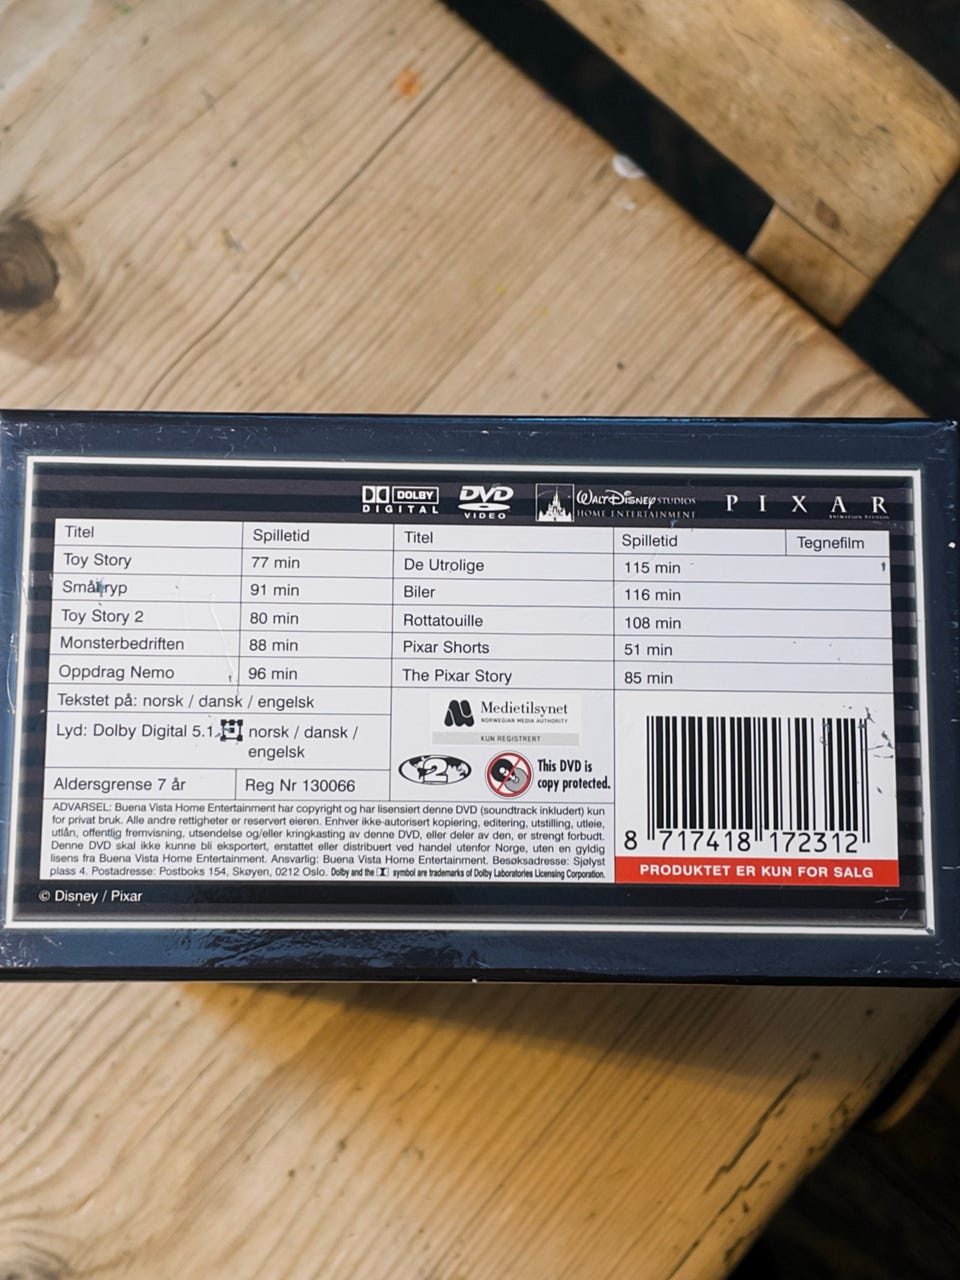 DOLBY DIGITAL
DVD VIDEO
WALT DISNEY STUDIOS
HOME ENTERTAINMENT
PIXAR
ANIMATION STUDIOS
Titel Spilletid Titel Spilletid Tegnefilm
Toy Story 77 min De Utrolige 115 min
91 min Biler 116 min
Toy Story 2 80 min Rottatouille 108 min
Monsterbedriften 88 min Pixar Shorts 51 min
Oppdrag Nemo 96 min The Pixar Story 85 min
Tekstet på: norsk / dansk / engelsk
Lyd: Dolby Digital 5.1 norsk / dansk /
engelsk
Aldersgrense 7 år Reg Nr 130066
Medietilsynet
NORWEGIAN MEDIA AUTHORITY
KUN REGISTRERT
2
This DVD is
copy protected.
ADVARSEL: Buena Vista Home Entertainment har copyright og har lisensiert denne DVD (soundtrack inkludert) kun
for privat bruk. Alle andre rettigheter er reservert eieren. Enhver ikke-autorisert kopiering, editering, utstilling, utleie,
utlån, offentlig fremvisning, utsendelse og/eller kringkasting av denne DVD, eller deler av den, er strengt forbudt.
Denne DVD skal ikke kunne bli eksportert, erstattet eller distribuert ved handel utenfor Norge, uten en gyldig
lisens fra Buena Vista Home Entertainment. Ansvarlig: Buena Vista Home Entertainment. Besøksadresse: Sjølyst
plass 4. Postadresse: Postboks 154, Skøyen, 0212 Oslo. Dolby and the symbol are trademarks of Dolby Laboratories Licensing Corporation.
8 717418 172312
PRODUKTET ER KUN FOR SALG
© Disney / Pixar